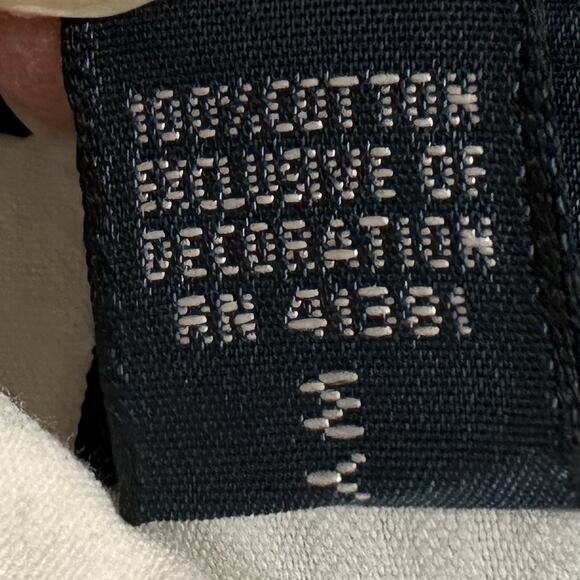 100% COTTON
EXCLUSIVE OF
DECORATION
RN 41381